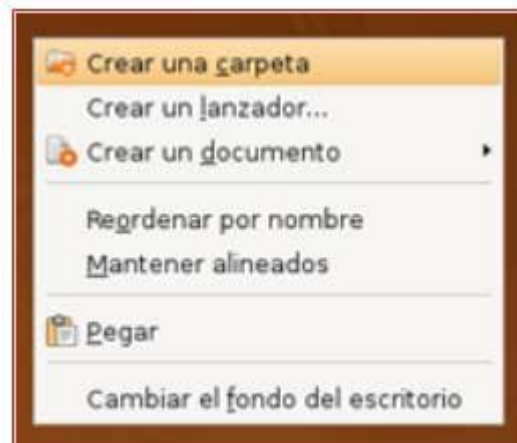 Crear una carpeta
Crear un lanzador...
Crear un documento
Reordenar por nombre
Mantener alineados
Pegar
Cambiar el fondo del escritorio